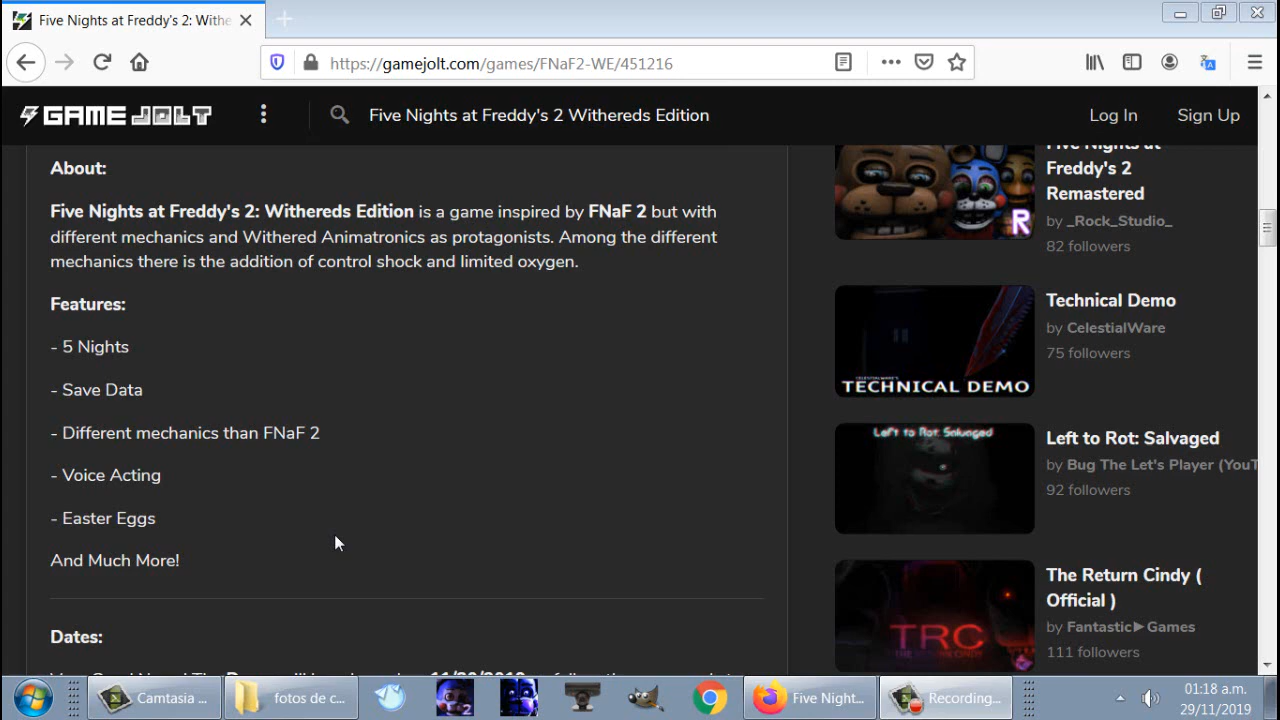 Five Nights at Freddy's 2: Withe
https://gamejolt.com/games/FNaF2-WE/451216
GAME JOLT
Five Nights at Freddy's 2 Withereds Edition
Log In
Sign Up
About:
Five Nights at Freddy's 2: Withereds Edition is a game inspired by FNaF 2 but with
different mechanics and Withered Animatronics as protagonists. Among the different
mechanics there is the addition of control shock and limited oxygen.
Features:
- 5 Nights
- Save Data
- Different mechanics than FNaF 2
- Voice Acting
- Easter Eggs
And Much More!
Dates:
R
Five Nights at
Freddy's 2
Remastered
by _Rock_Studio_
82 followers
TECHNICAL DEMO
Technical Demo
by CelestialWare
75 followers
Left to Rot: Salvaged
Left to Rot: Salvaged
by Bug The Let's Player (YouT
92 followers
TRC
The Return Cindy (
Official )
by Fantastic►Games
111 followers
Camtasia ...
fotos de c...
Five Night...
Recording...
01:18 a.m.
29/11/2019